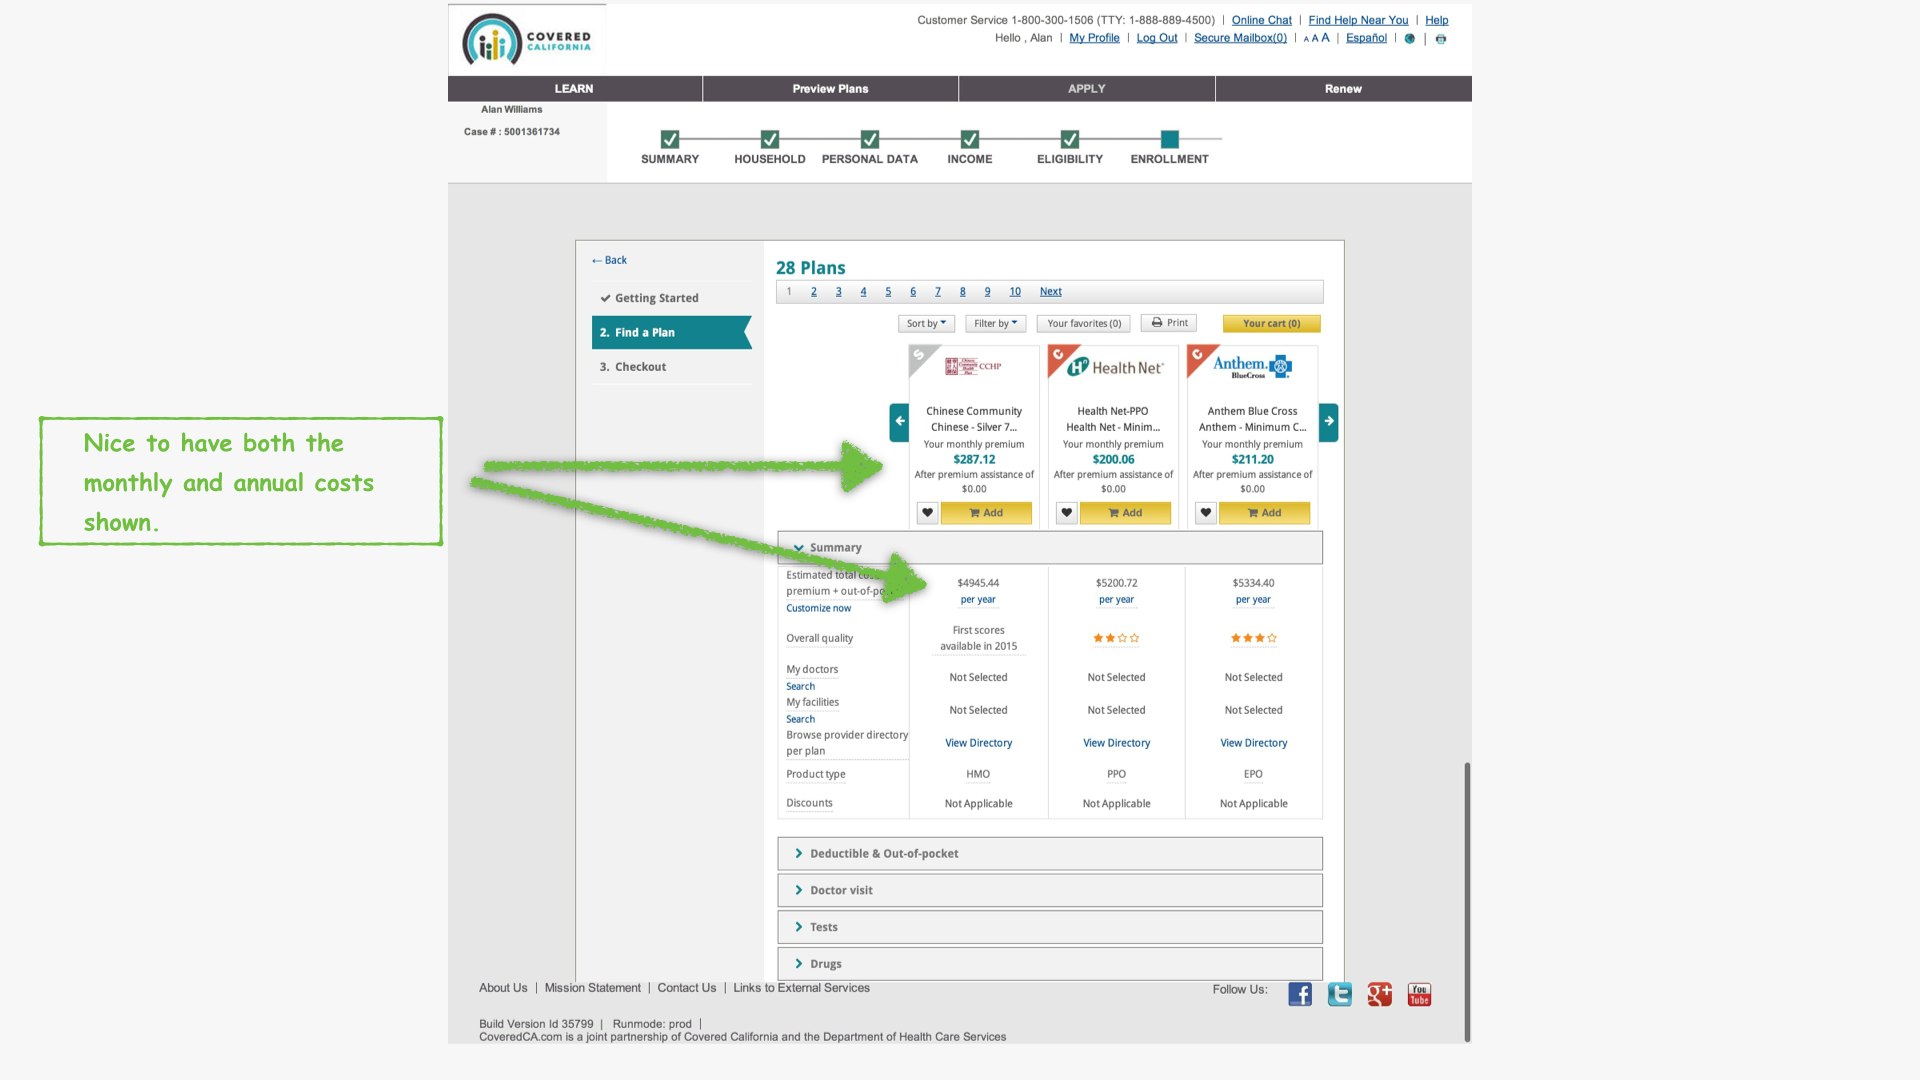 COVERED
CALIFORNIA
Customer Service 1-800-300-1506 (TTY: 1-888-889-4500) | Online Chat | Find Help Near You | Help
Hello , Alan | My Profile | Log Out | Secure Mailbox(0) | A A A | Español | |
LEARN Preview Plans APPLY Renew
Alan Williams
Case # : 5001361734
SUMMARY HOUSEHOLD PERSONAL DATA INCOME ELIGIBILITY ENROLLMENT
← Back
Getting Started
2. Find a Plan
3. Checkout
Nice to have both the
monthly and annual costs
shown.
28 Plans
1 2 3 4 5 6 7 8 9 10 Next
Sort by Filter by Your favorites (0) Print Your cart (0)
S CCHP G Health Net G Anthem.
BlueCross
Chinese Community Health Net-PPO Anthem Blue Cross
Chinese - Silver 7... Health Net - Minim... Anthem - Minimum C...
Your monthly premium Your monthly premium Your monthly premium
$287.12 $200.06 $211.20
After premium assistance of After premium assistance of After premium assistance of
$0.00 $0.00 $0.00
Add Add Add
Summary
Estimated total
premium + $4945.44 $5200.72 $5334.40
Customize now per year per year per year
Overall quality First scores
available in 2015
My doctors
Search Not Selected Not Selected Not Selected
My facilities
Search Not Selected Not Selected Not Selected
Browse provider directory
per plan View Directory View Directory View Directory
Product type HMO PPO EPO
Discounts Not Applicable Not Applicable Not Applicable
Deductible & Out-of-pocket
Doctor visit
Tests
Drugs
About Us | Mission Statement | Contact Us | Links to External Services Follow Us: f t g+ You Tube
Build Version Id 35799 | Runmode: prod |
CoveredCA.com is a joint partnership of Covered California and the Department of Health Care Services